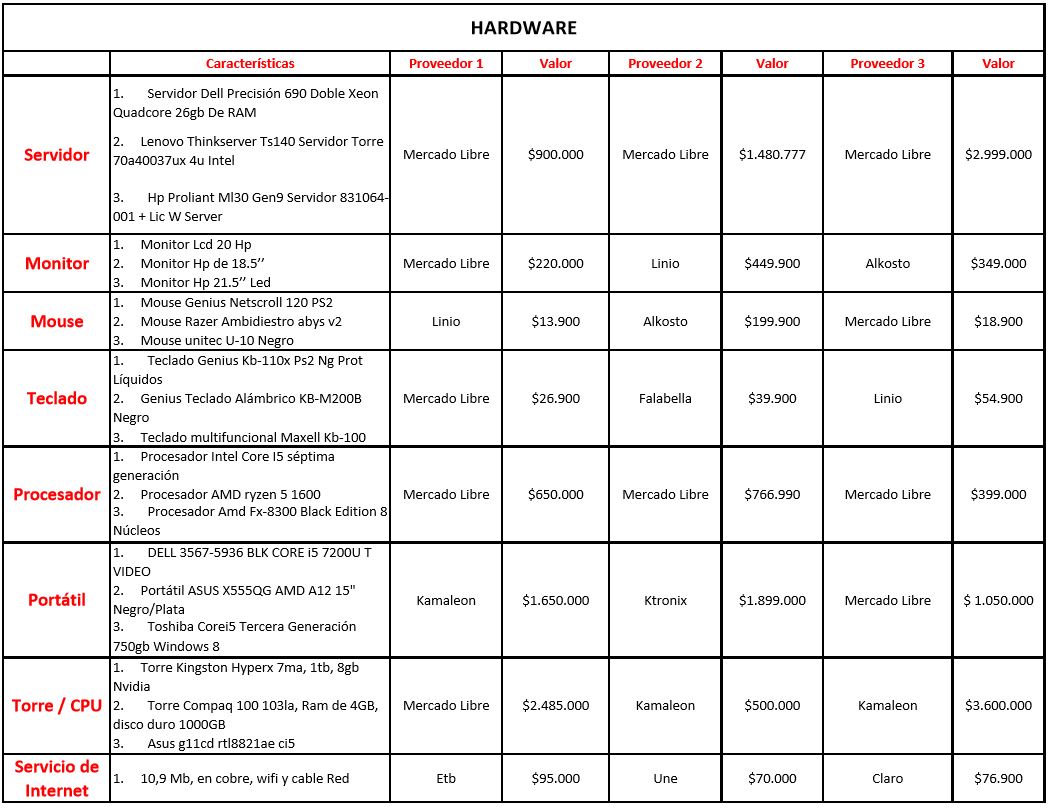 HARDWARE
Características Proveedor 1 Valor Proveedor 2 Valor Proveedor 3 Valor
Servidor
1. Servidor Dell Precisión 690 Doble Xeon
Quadcore 26gb De RAM
2. Lenovo Thinkserver Ts140 Servidor Torre
70a40037ux 4u Intel
3. Hp Proliant Ml30 Gen9 Servidor 831064-
001 + Lic W Server
Mercado Libre $900.000 Mercado Libre $1.480.777 Mercado Libre $2.999.000
Monitor
1. Monitor Lcd 20 Hp
2. Monitor Hp de 18.5’’
3. Monitor Hp 21.5’’ Led
Mercado Libre $220.000 Linio $449.900 Alkosto $349.000
Mouse
1. Mouse Genius Netscroll 120 PS2
2. Mouse Razer Ambidiestro abys v2
3. Mouse unitec U-10 Negro
Linio $13.900 Alkosto $199.900 Mercado Libre $18.900
Teclado
1. Teclado Genius Kb-110x Ps2 Ng Prot
Líquidos
2. Genius Teclado Alámbrico KB-M200B
Negro
3. Teclado multifuncional Maxell Kb-100
Mercado Libre $26.900 Falabella $39.900 Linio $54.900
Procesador
1. Procesador Intel Core I5 séptima
generación
2. Procesador AMD ryzen 5 1600
3. Procesador Amd Fx-8300 Black Edition 8
Núcleos
Mercado Libre $650.000 Mercado Libre $766.990 Mercado Libre $399.000
Portátil
1. DELL 3567-5936 BLK CORE i5 7200U T
VIDEO
2. Portátil ASUS X555QG AMD A12 15"
Negro/Plata
3. Toshiba Corei5 Tercera Generación
750gb Windows 8
Kamaleon $1.650.000 Ktronix $1.899.000 Mercado Libre $ 1.050.000
Torre / CPU
1. Torre Kingston Hyperx 7ma, 1tb, 8gb
Nvidia
2. Torre Compaq 100 103la, Ram de 4GB,
disco duro 1000GB
3. Asus g11cd rtl8821ae ci5
Mercado Libre $2.485.000 Kamaleon $500.000 Kamaleon $3.600.000
Servicio de
Internet
1. 10,9 Mb, en cobre, wifi y cable Red
Etb $95.000 Une $70.000 Claro $76.900